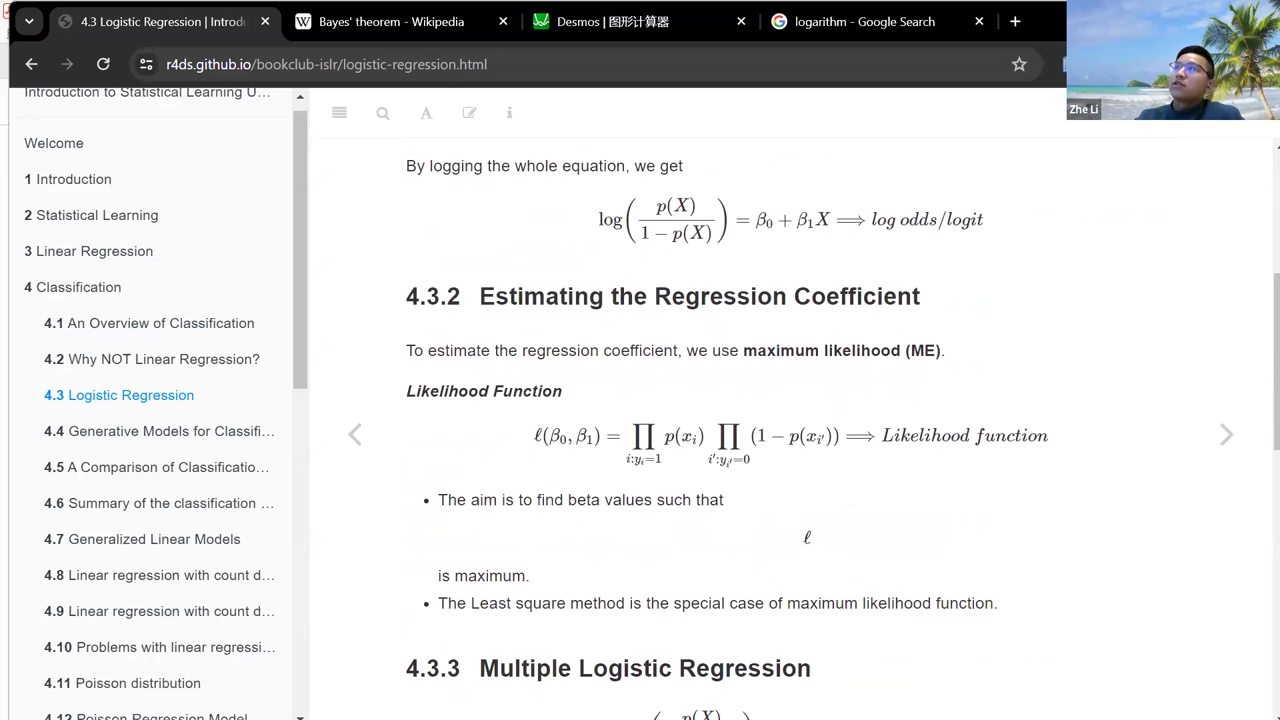 4.3 Logistic Regression | Introdu
Bayes' theorem - Wikipedia
Desmos | 图形计算器
logarithm - Google Search
r4ds.github.io/bookclub-islr/logistic-regression.html
Zhe Li
Introduction to Statistical Learning U...
Welcome
1 Introduction
2 Statistical Learning
3 Linear Regression
4 Classification
4.1 An Overview of Classification
4.2 Why NOT Linear Regression?
4.3 Logistic Regression
4.4 Generative Models for Classifi...
4.5 A Comparison of Classificatio...
4.6 Summary of the classification ...
4.7 Generalized Linear Models
4.8 Linear regression with count d...
4.9 Linear regression with count d...
4.10 Problems with linear regressi...
4.11 Poisson distribution
4.12 Poisson Regression Model
By logging the whole equation, we get
log(p(X) / 1 − p(X)) = β₀ + β₁X ⟹ log odds/logit
4.3.2 Estimating the Regression Coefficient
To estimate the regression coefficient, we use maximum likelihood (ME).
Likelihood Function
ℓ(β₀, β₁) = ∏ i:yᵢ=1 p(xᵢ) ∏ i′:yᵢ′=0 (1 − p(xᵢ′)) ⟹ Likelihood function
• The aim is to find beta values such that
ℓ
is maximum.
• The Least square method is the special case of maximum likelihood function.
4.3.3 Multiple Logistic Regression
p(X)